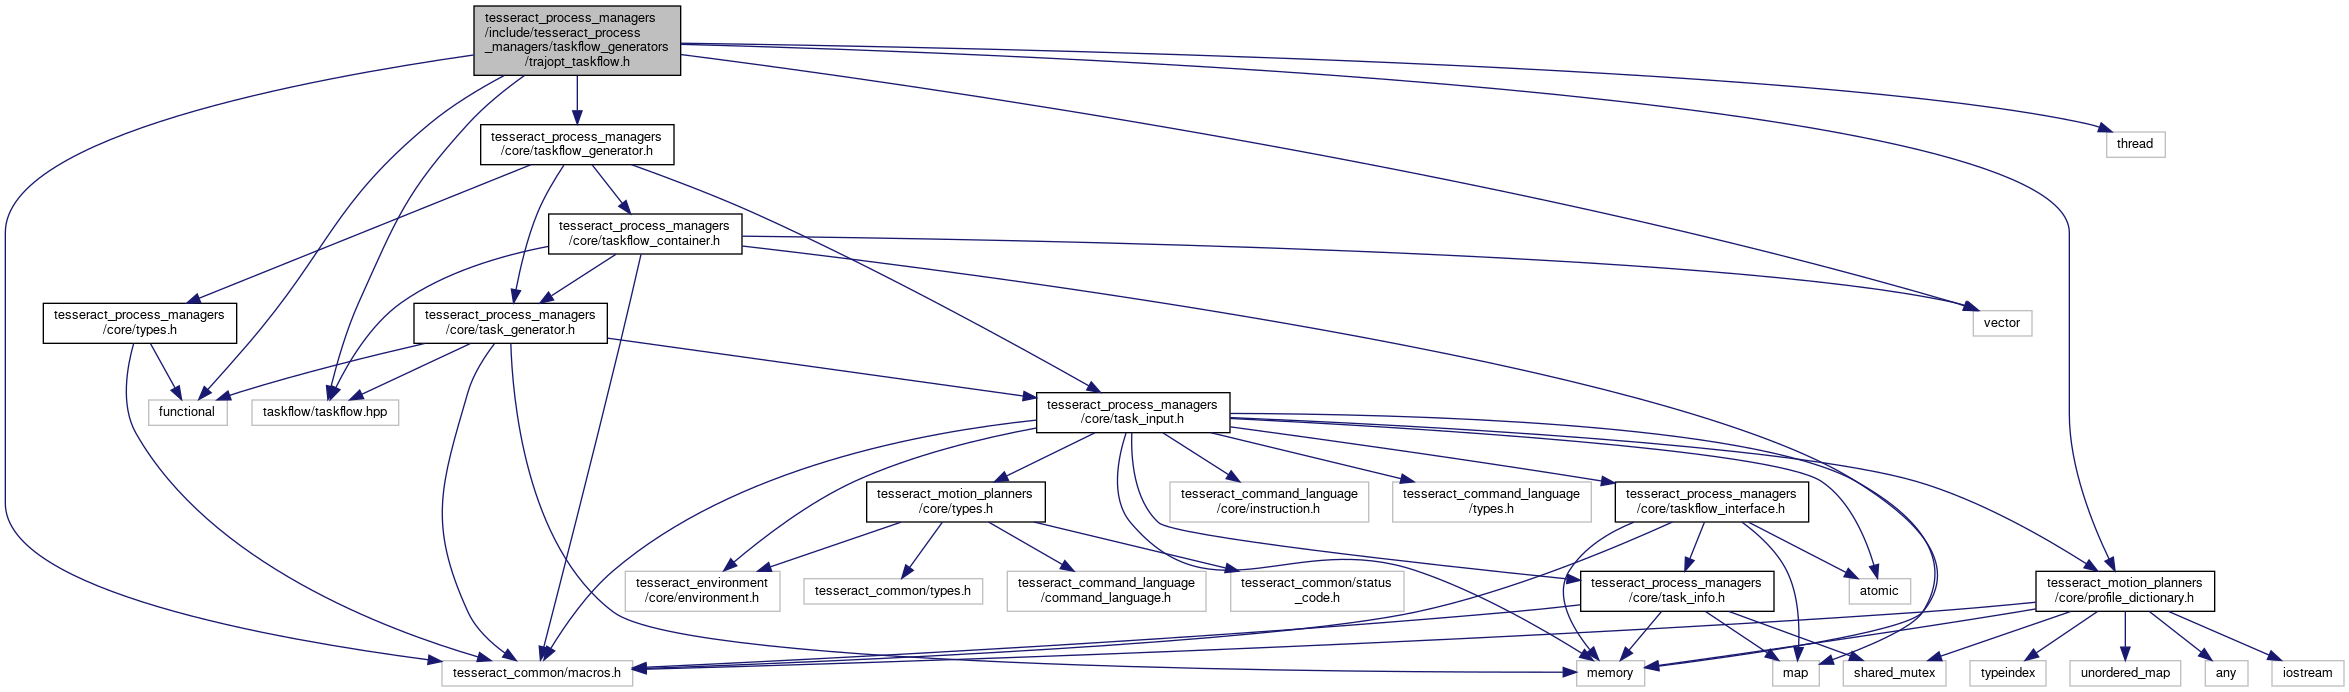 tesseract_process_managers
/include/tesseract_process
_managers/taskflow_generators
/trajopt_taskflow.h
tesseract_process_managers
/core/taskflow_generator.h
thread
tesseract_process_managers
/core/taskflow_container.h
tesseract_process_managers
/core/types.h
tesseract_process_managers
/core/task_generator.h
vector
functional
taskflow/taskflow.hpp
tesseract_process_managers
/core/task_input.h
tesseract_motion_planners
/core/types.h
tesseract_command_language
/core/instruction.h
tesseract_command_language
/types.h
tesseract_process_managers
/core/taskflow_interface.h
tesseract_environment
/core/environment.h
tesseract_common/types.h
tesseract_command_language
/command_language.h
tesseract_common/status
_code.h
tesseract_process_managers
/core/task_info.h
atomic
tesseract_motion_planners
/core/profile_dictionary.h
tesseract_common/macros.h
memory
map
shared_mutex
typeindex
unordered_map
any
iostream